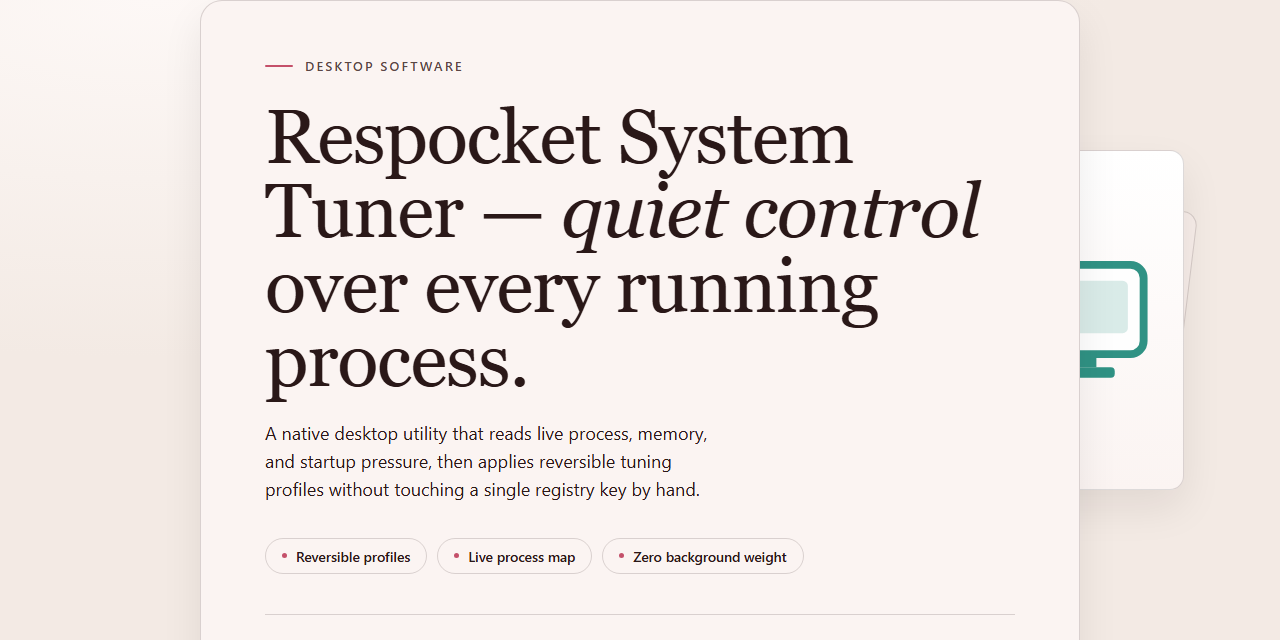 DESKTOP SOFTWARE
Respocket System
Tuner — quiet control
over every running
process.
A native desktop utility that reads live process, memory,
and startup pressure, then applies reversible tuning
profiles without touching a single registry key by hand.
Reversible profiles
Live process map
Zero background weight